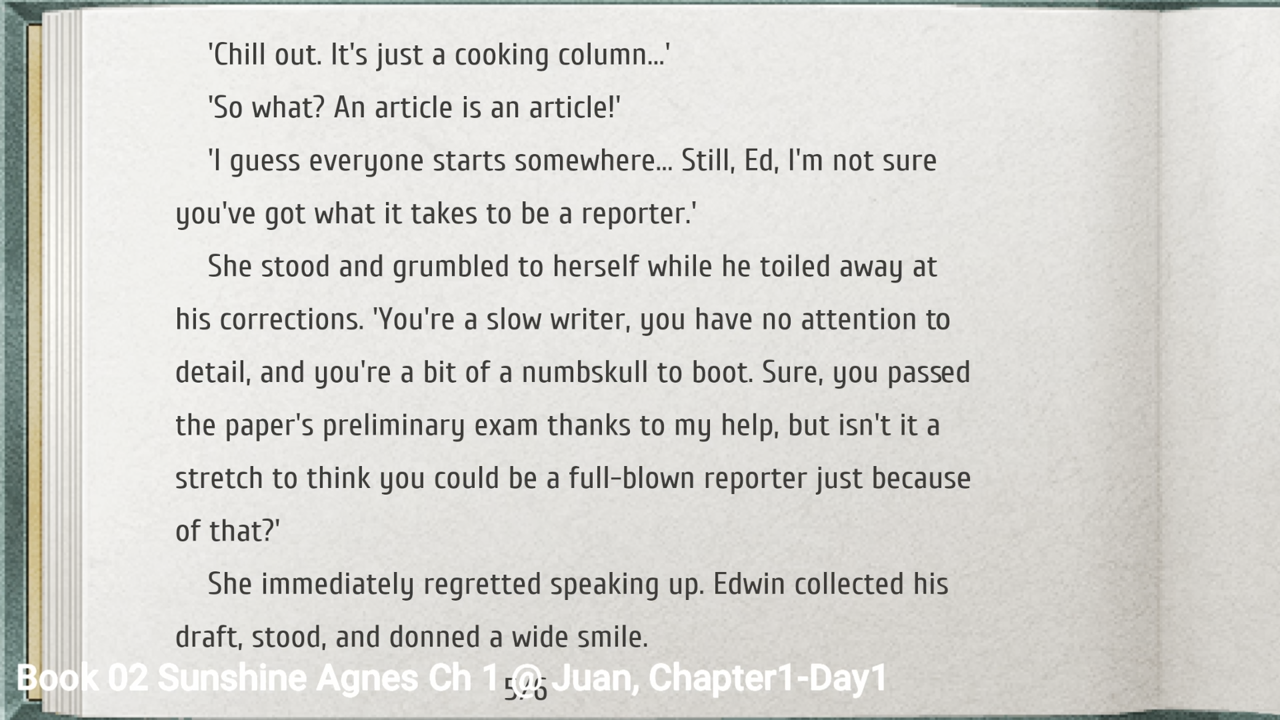 'Chill out. It's just a cooking column...'
'So what? An article is an article!'
'I guess everyone starts somewhere... Still, Ed, I'm not sure
you've got what it takes to be a reporter.'
She stood and grumbled to herself while he toiled away at
his corrections. 'You're a slow writer, you have no attention to
detail, and you're a bit of a numbskull to boot. Sure, you passed
the paper's preliminary exam thanks to my help, but isn't it a
stretch to think you could be a full-blown reporter just because
of that?'
She immediately regretted speaking up. Edwin collected his
draft, stood, and donned a wide smile.
Book 02 Sunshine Agnes Ch 1 @ Juan, Chapter1-Day1
5/6